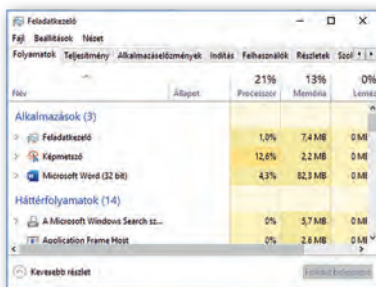 Feladatkezelő
Fájl Beállítások Nézet
Folyamatok Teljesítmény Alkalmazáselőzmények Indítás Felhasználók Részletek Szol
21% 13% 0%
Név Állapot Processzor Memória Lemez
Alkalmazások (3)
Feladatkezelő 1,0% 7,4 MB 0 MB
Képmetsző 12,6% 2,2 MB 0 MB
Microsoft Word (32 bit) 4,3% 82,3 MB 0 MB
Háttérfolyamatok (14)
A Microsoft Windows Search sz... 0% 5,7 MB 0 MB
Application Frame Host 0% 2,6 MB 0 MB
Kevesebb részlet Feladat befejezése